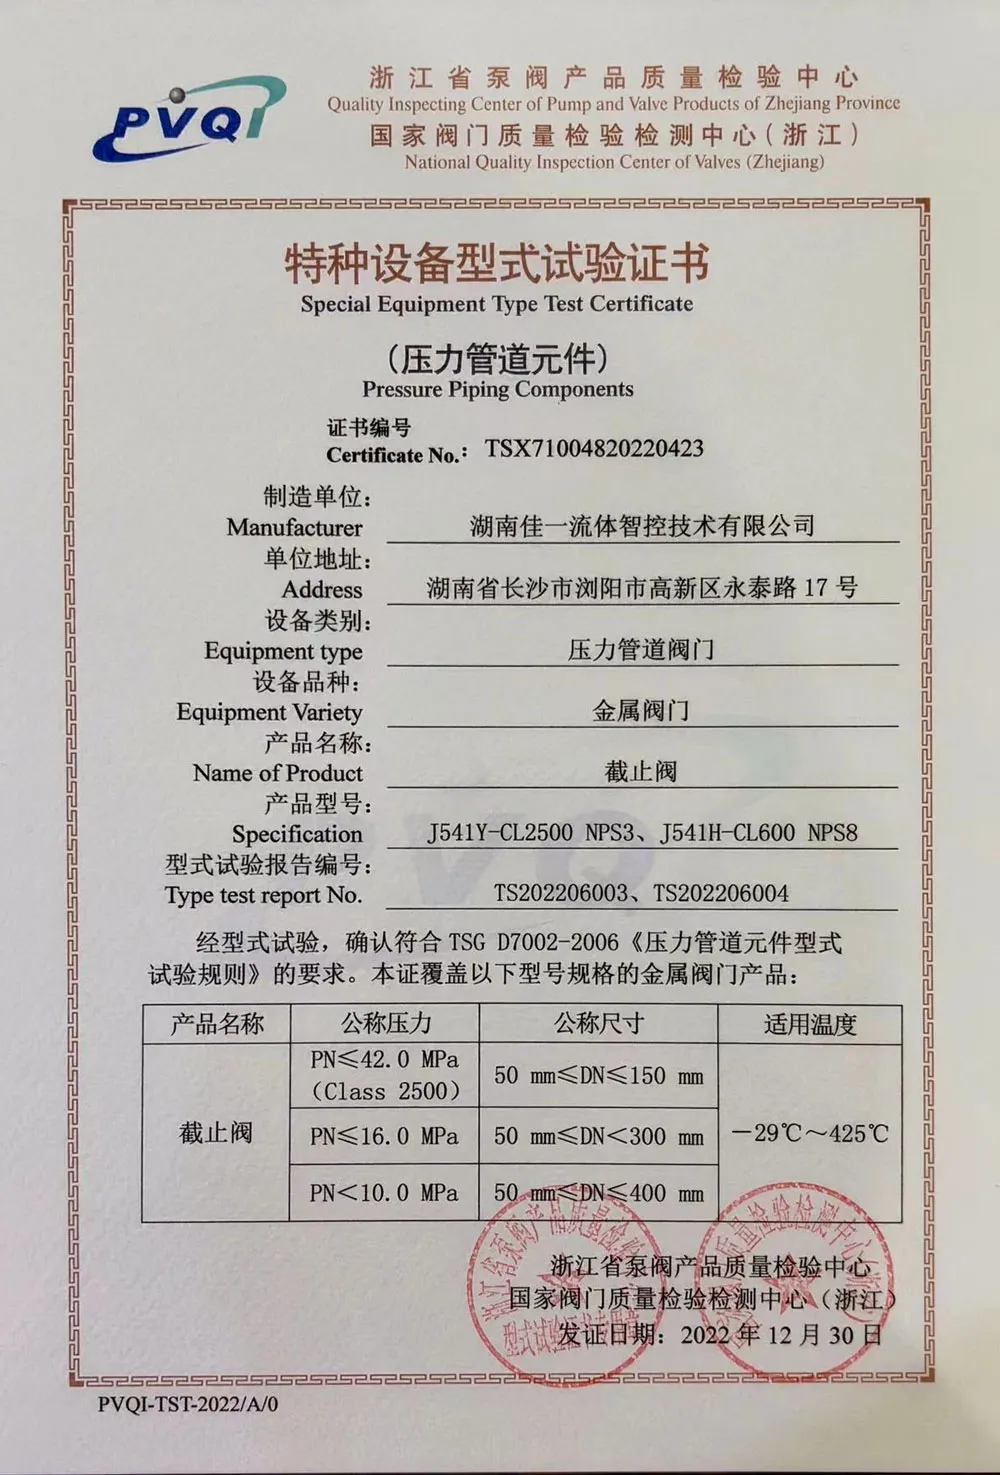 PVQI
浙江省泵阀产品质量检验中心
Quality Inspecting Center of Pump and Valve Products of Zhejiang Province
国家阀门质量检验检测中心（浙江）
National Quality Inspection Center of Valves (Zhejiang)
特种设备型式试验证书
Special Equipment Type Test Certificate
（压力管道元件）
Pressure Piping Components
证书编号
Certificate No.: TSX71004820220423
制造单位：
Manufacturer 湖南佳一流体智控技术有限公司
单位地址：
Address 湖南省长沙市浏阳市高新区永泰路 17 号
设备类别：
Equipment type 压力管道阀门
设备品种：
Equipment Variety 金属阀门
产品名称：
Name of Product 截止阀
产品型号：
Specification J541Y-CL2500 NPS3、J541H-CL600 NPS8
型式试验报告编号：
Type test report No. TS202206003、TS202206004
经型式试验，确认符合 TSG D7002-2006《压力管道元件型式
试验规则》的要求。本证覆盖以下型号规格的金属阀门产品：
产品名称 公称压力 公称尺寸 适用温度
PN≤42.0 MPa
（Class 2500） 50 mm≤DN≤150 mm
截止阀 PN≤16.0 MPa 50 mm≤DN<300 mm －29℃～425℃
PN<10.0 MPa 50 mm≤DN≤400 mm
浙江省泵阀产品质量检验中心
国家阀门质量检验检测中心（浙江）
发证日期：2022 年 12 月 30 日
型式试验证书专用章
PVQI-TST-2022/A/0